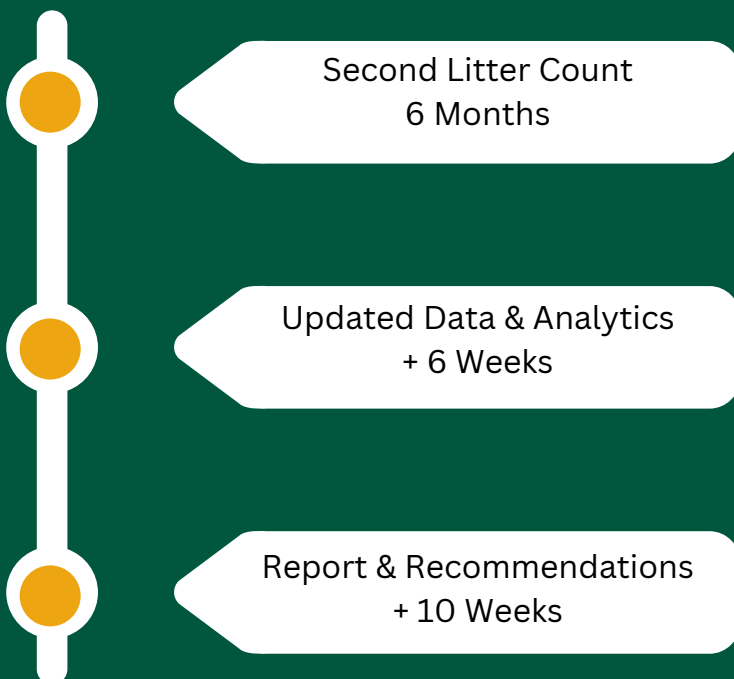 Second Litter Count
6 Months
Updated Data & Analytics
+ 6 Weeks
Report & Recommendations
+ 10 Weeks